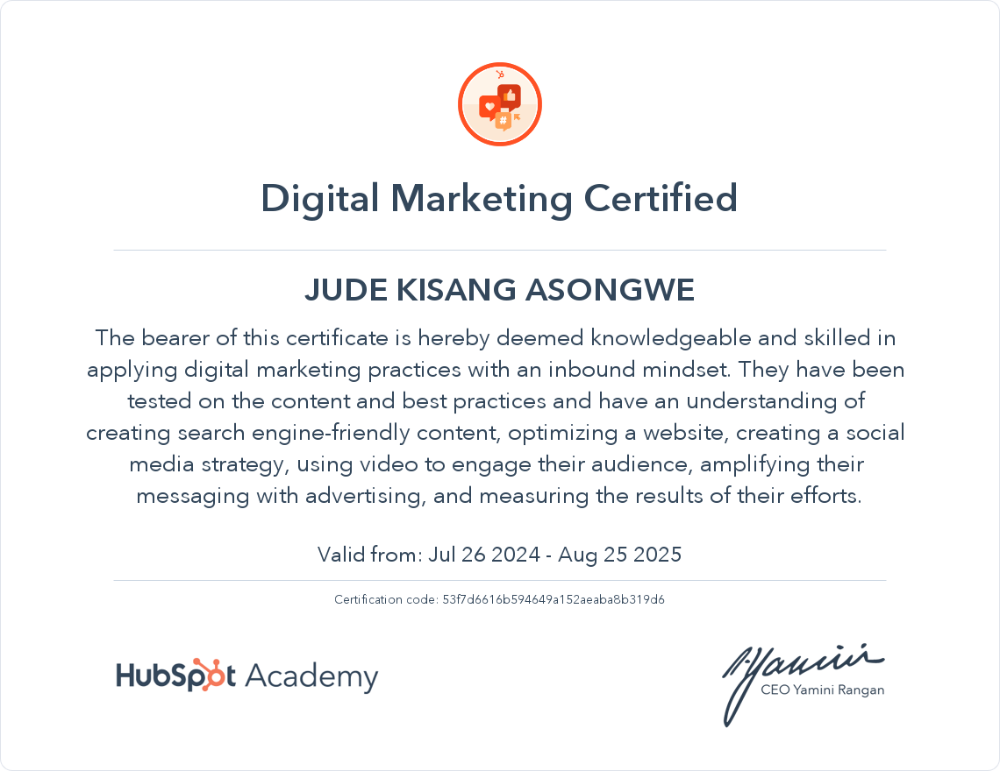 #
Digital Marketing Certified
JUDE KISANG ASONGWE
The bearer of this certificate is hereby deemed knowledgeable and skilled in
applying digital marketing practices with an inbound mindset. They have been
tested on the content and best practices and have an understanding of
creating search engine-friendly content, optimizing a website, creating a social
media strategy, using video to engage their audience, amplifying their
messaging with advertising, and measuring the results of their efforts.
Valid from: Jul 26 2024 - Aug 25 2025
Certification code: 53f7d6616b594649a152aeaba8b319d6
HubSpot Academy
CEO Yamini Rangan